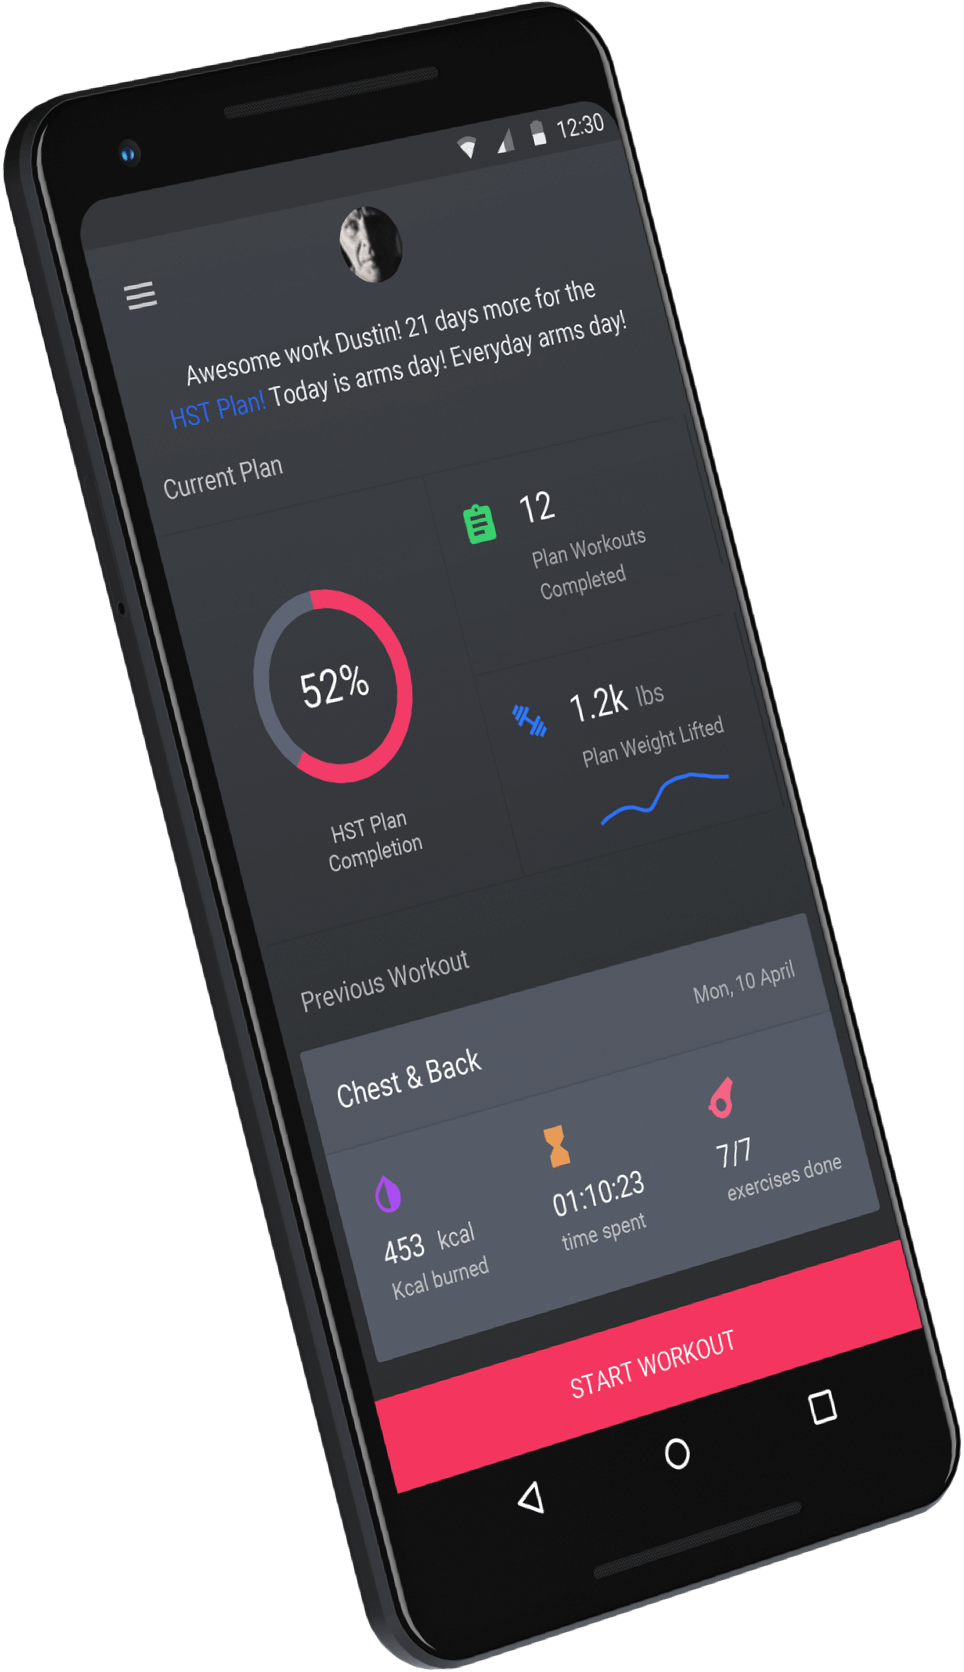 12:30
Awesome work Dustin! 21 days more for the
HST Plan! Today is arms day! Everyday arms day!
Current Plan
52%
HST Plan
Completion
12
Plan Workouts
Completed
1.2k lbs
Plan Weight Lifted
Previous Workout
Chest & Back
Mon, 10 April
453 kcal
Kcal burned
01:10:23
time spent
7/7
exercises done
START WORKOUT